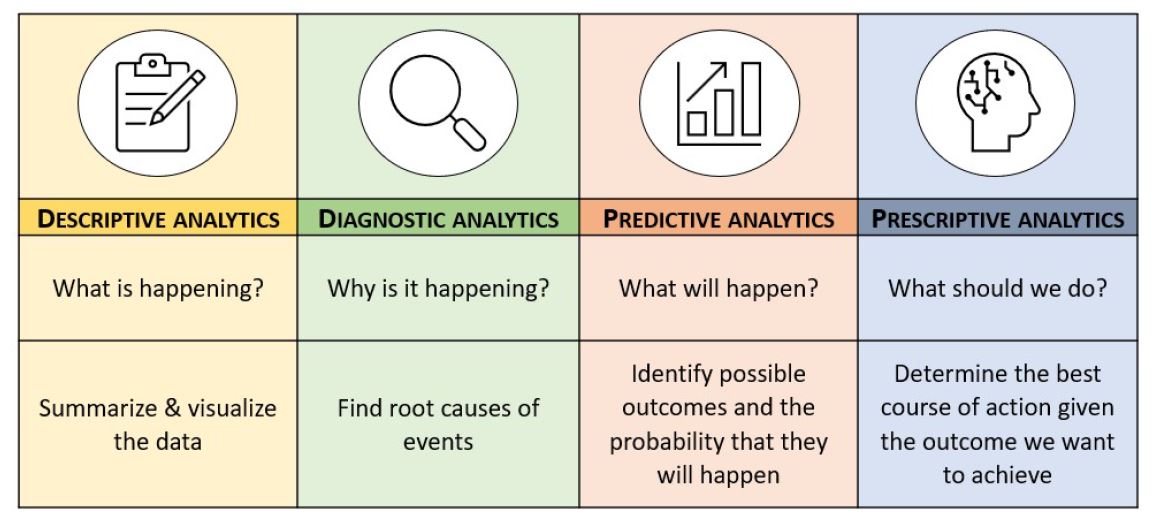 DESCRIPTIVE ANALYTICS
DIAGNOSTIC ANALYTICS
PREDICTIVE ANALYTICS
PRESCRIPTIVE ANALYTICS
What is happening?
Why is it happening?
What will happen?
What should we do?
Summarize & visualize
the data
Find root causes of
events
Identify possible
outcomes and the
probability that they
will happen
Determine the best
course of action given
the outcome we want
to achieve